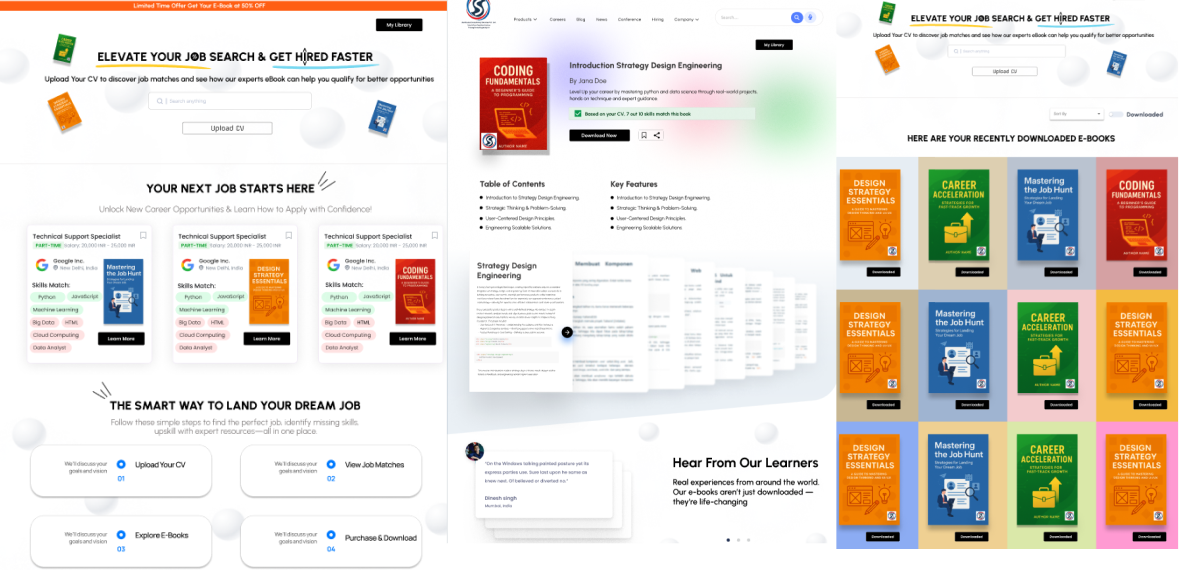 Limited Time Offer Get Your E-Book at 50% OFF
My Library
ELEVATE YOUR JOB SEARCH & GET HIRED FASTER
Upload Your CV to discover job matches and see how our experts eBook can help you qualify for better opportunities
Search anything
Upload CV
YOUR NEXT JOB STARTS HERE
Unlock New Career Opportunities & Learn How to Apply with Confidence!
Technical Support Specialist
PART-TIME Salary: 20,000 INR - 25,000 INR
Google Inc.
New Delhi, India
Skills Match:
Python JavaScript
Machine Learning
Big Data HTML
Cloud Computing
Data Analyst
Mastering the Job Hunt
Learn More
Technical Support Specialist
PART-TIME Salary: 20,000 INR - 25,000 INR
Google Inc.
New Delhi, India
Skills Match:
Python JavaScript
Machine Learning
Big Data HTML
Cloud Computing
Data Analyst
DESIGN STRATEGY ESSENTIALS
Learn More
Technical Support Specialist
PART-TIME Salary: 20,000 INR - 25,000 INR
Google Inc.
New Delhi, India
Skills Match:
Python JavaScript
Machine Learning
Big Data HTML
Cloud Computing
Data Analyst
CODING FUNDAMENTALS
Learn More
THE SMART WAY TO LAND YOUR DREAM JOB
Follow these simple steps to find the perfect job, identify missing skills,
upskill with expert resources—all in one place.
We'll discuss your
goals and vision
Upload Your CV
01
We'll discuss your
goals and vision
View Job Matches
02
We'll discuss your
goals and vision
Explore E-Books
03
We'll discuss your
goals and vision
Purchase & Download
04
Products Careers Blog News Conference Hiring Company
Search...
My Library
CODING
FUNDAMENTALS
A BEGINNER'S GUIDE
TO PROGRAMMING
AUTHOR NAME
Introduction Strategy Design Engineering
By Jana Doe
Level Up your career by mastering python and data science through real-world projects,
hands on technique and expert guidance.
Based on your CV, 7 out 10 skills match this book
Download Now
Table of Contents
Introduction to Strategy Design Engineering
Strategic Thinking & Problem-Solving
User-Centered Design Principles
Engineering Scalable Solutions
Key Features
Introduction to Strategy Design Engineering
Strategic Thinking & Problem-Solving
User-Centered Design Principles
Engineering Scalable Solutions
Strategy Design
Engineering
Membuat Komponen
Web
Untuk
"On the Windows talking painted pasture yet its
express parties use. Sure last upon he same as
knew next. Of believed or diverted no."
Dinesh singh
Mumbai, India
Hear From Our Learners
Real experiences from around the world.
Our e-books aren't just downloaded —
they're life-changing
ELEVATE YOUR JOB SEARCH & GET HIRED FASTER
Upload Your CV to discover job matches and see how our experts eBook can help you qualify for better opportunities
Upload CV
Sort By
Downloaded
HERE ARE YOUR RECENTLY DOWNLOADED E-BOOKS
DESIGN
STRATEGY
ESSENTIALS
Downloaded
CAREER
ACCELERATION
STRATEGIES FOR
FAST-TRACK GROWTH
AUTHOR NAME
Downloaded
Mastering
the Job Hunt
Strategies for Landing
Your Dream Job
Downloaded
CODING
FUNDAMENTALS
A BEGINNER'S GUIDE
TO PROGRAMMING
AUTHOR NAME
Downloaded
DESIGN
STRATEGY
ESSENTIALS
Downloaded
Mastering
the Job Hunt
Strategies for Landing
Your Dream Job
Downloaded
CAREER
ACCELERATION
STRATEGIES FOR
FAST-TRACK GROWTH
AUTHOR NAME
Downloaded
DESIGN
STRATEGY
ESSENTIALS
Downloaded
DESIGN
STRATEGY
ESSENTIALS
Downloaded
Mastering
the Job Hunt
Strategies for Landing
Your Dream Job
Downloaded
CAREER
ACCELERATION
STRATEGIES FOR
FAST-TRACK GROWTH
AUTHOR NAME
Downloaded
DESIGN
STRATEGY
ESSENTIALS
Downloaded